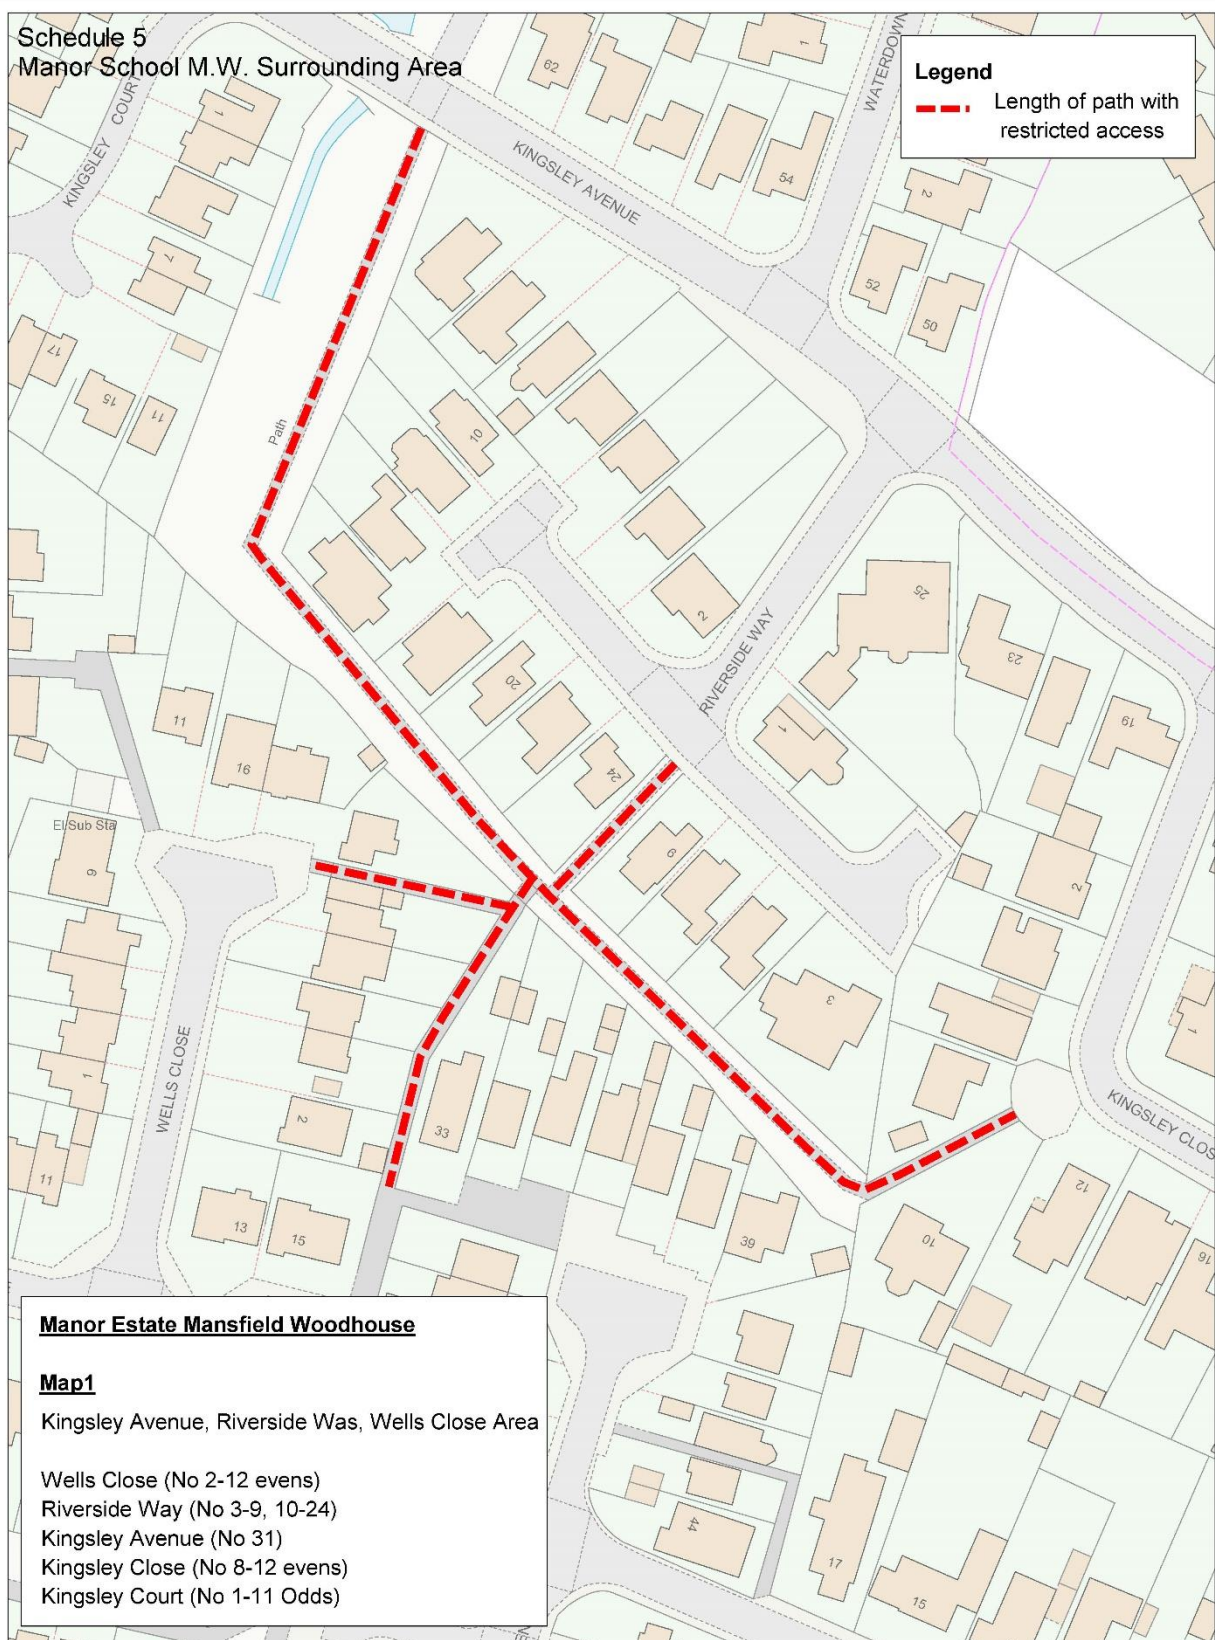 Schedule 5
Manor School M.W. Surrounding Area
Legend
Length of path with
restricted access
KINGSLEY COURT
KINGSLEY AVENUE
WATERDOWN
62
1
54
1
2
7
52
50
17
15
11
Path
10
2
RIVERSIDE WAY
25
23
19
1
20
24
11
16
El Sub Sta
9
9
2
3
1
WELLS CLOSE
1
2
33
KINGSLEY CLOS
11
13
15
39
12
10
16
44
17
15
Manor Estate Mansfield Woodhouse
Map1
Kingsley Avenue, Riverside Was, Wells Close Area
Wells Close (No 2-12 evens)
Riverside Way (No 3-9, 10-24)
Kingsley Avenue (No 31)
Kingsley Close (No 8-12 evens)
Kingsley Court (No 1-11 Odds)